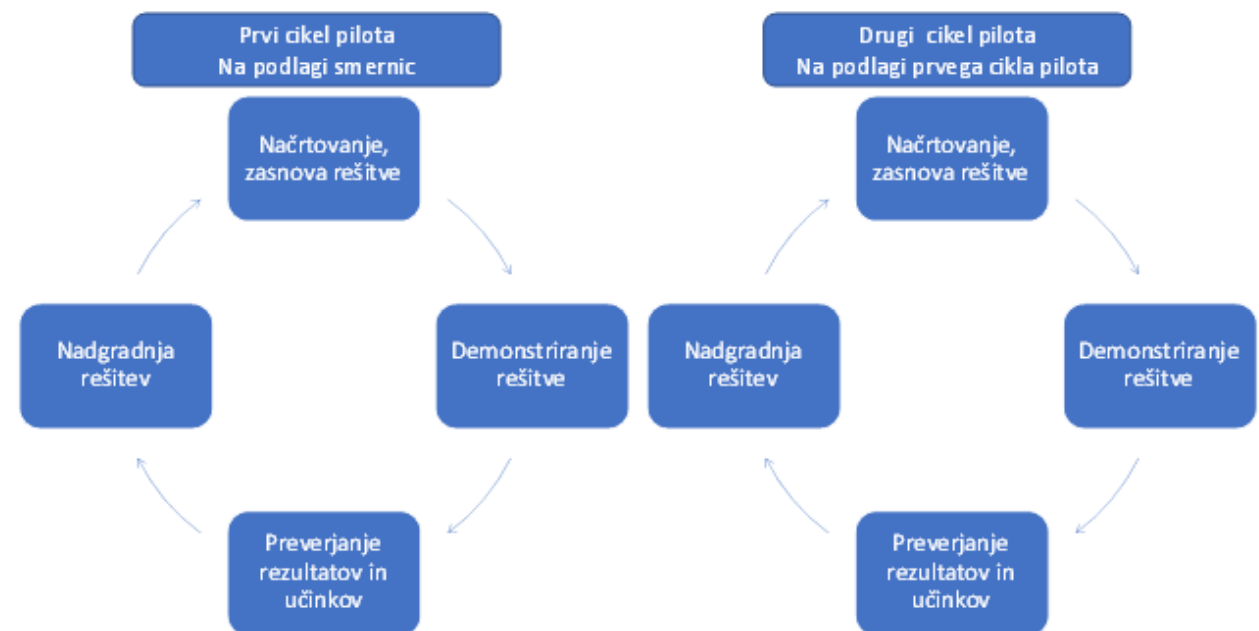 Prvi cikel pilota
Na podlagi smernic
Načrtovanje,
zasnova rešitve
Demonstriranje
rešitve
Preverjanje
rezultatov in
učinkov
Nadgradnja
rešitev
Drugi cikel pilota
Na podlagi prvega cikla pilota
Načrtovanje,
zasnova rešitve
Demonstriranje
rešitve
Preverjanje
rezultatov in
učinkov
Nadgradnja
rešitev